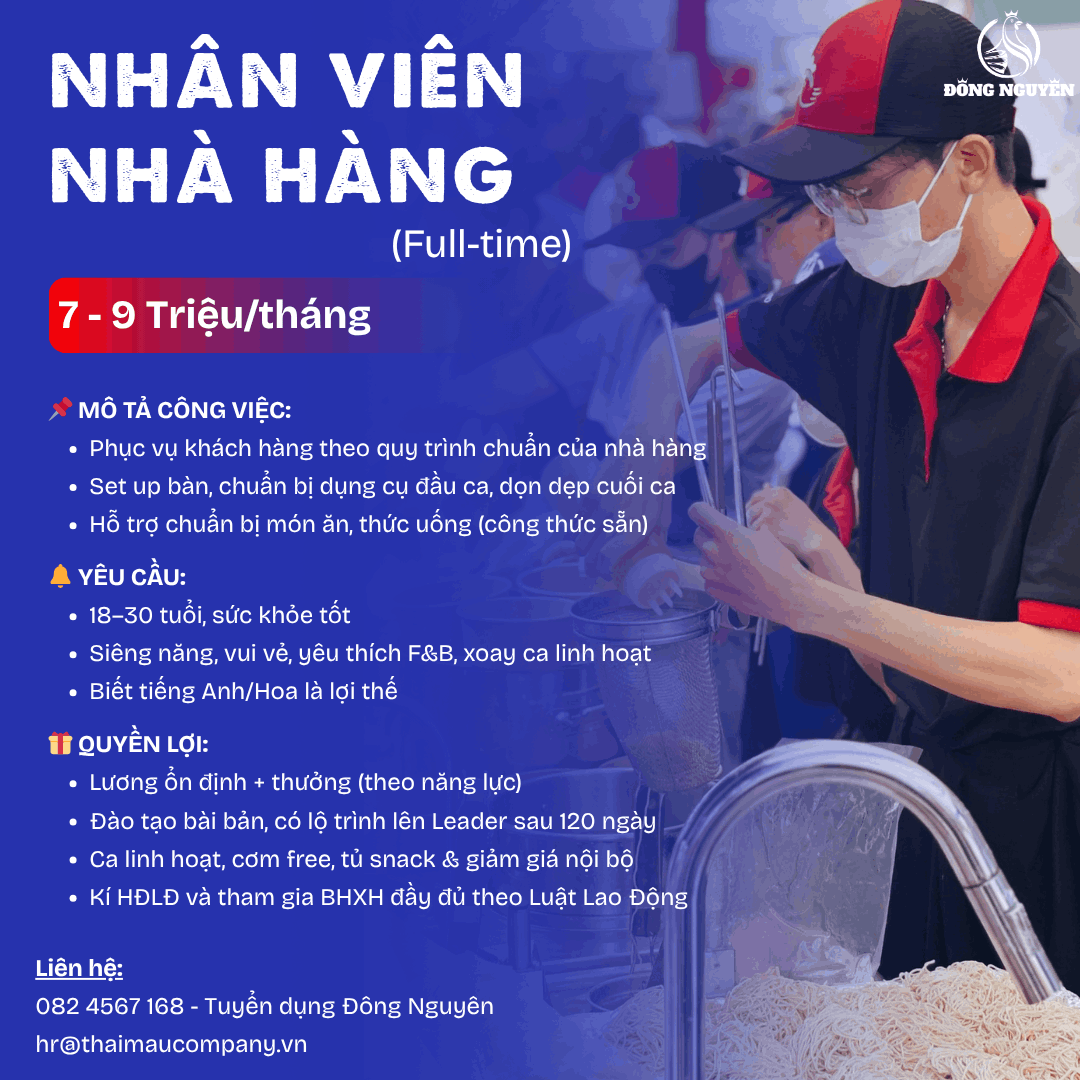 NHÂN VIÊN
NHÀ HÀNG
(Full-time)
7 - 9 Triệu/tháng
ĐÔNG NGUYÊN
📌 MÔ TẢ CÔNG VIỆC:
• Phục vụ khách hàng theo quy trình chuẩn của nhà hàng
• Set up bàn, chuẩn bị dụng cụ đầu ca, dọn dẹp cuối ca
• Hỗ trợ chuẩn bị món ăn, thức uống (công thức sẵn)
🔔 YÊU CẦU:
• 18–30 tuổi, sức khỏe tốt
• Siêng năng, vui vẻ, yêu thích F&B, xoay ca linh hoạt
• Biết tiếng Anh/Hoa là lợi thế
🎁 QUYỀN LỢI:
• Lương ổn định + thưởng (theo năng lực)
• Đào tạo bài bản, có lộ trình lên Leader sau 120 ngày
• Ca linh hoạt, cơm free, tủ snack & giảm giá nội bộ
• Kí HĐLĐ và tham gia BHXH đầy đủ theo Luật Lao Động
Liên hệ:
082 4567 168 - Tuyển dụng Đông Nguyên
hr@thaimaucompany.vn